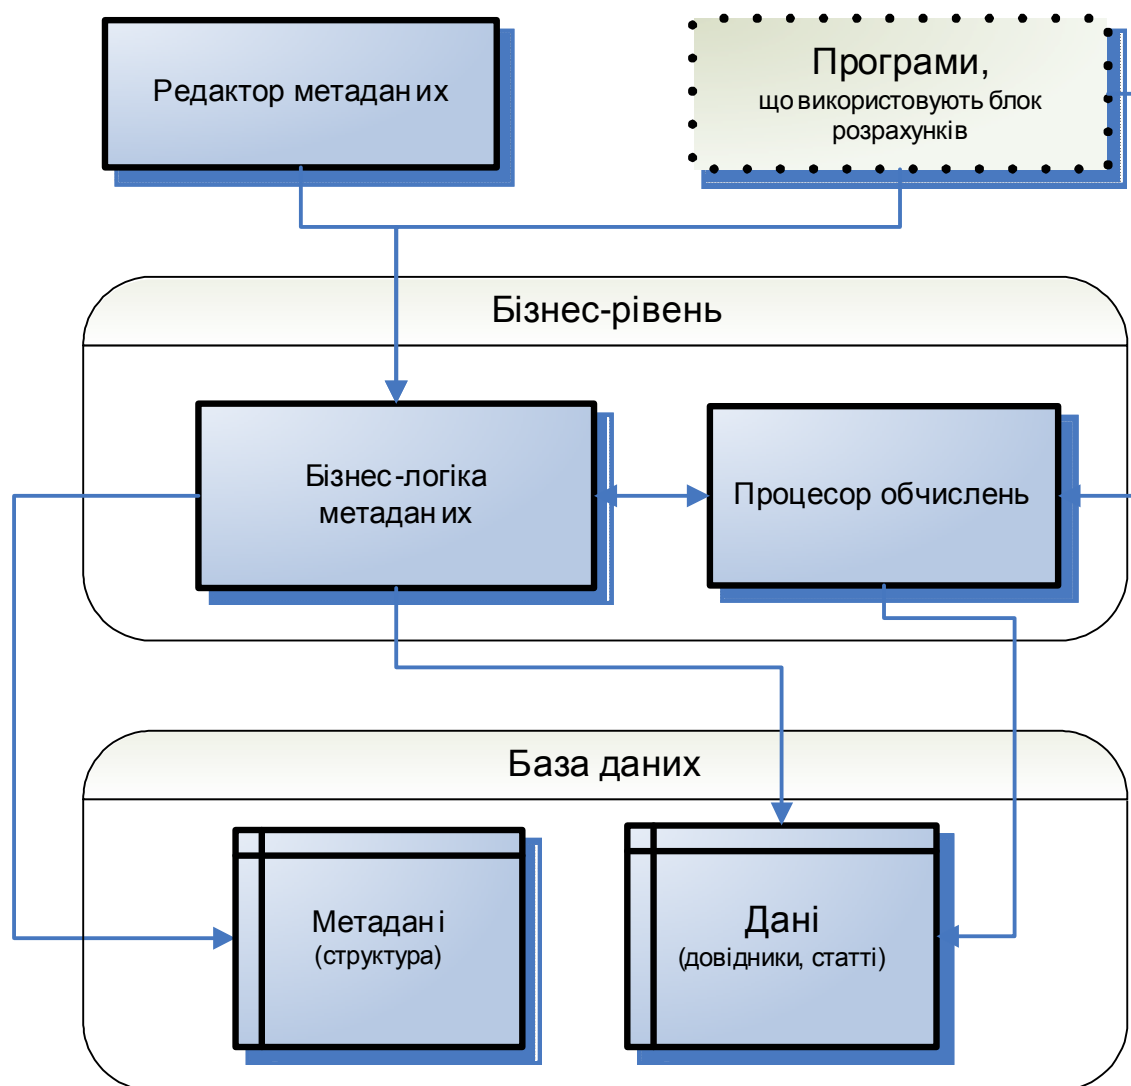 Редактор метаданих
Програми,
що використовують блок
розрахунків
Бізнес-рівень
Бізнес-логіка
метаданих
Процесор обчислень
База даних
Метадані
(структура)
Дані
(довідники, статті)